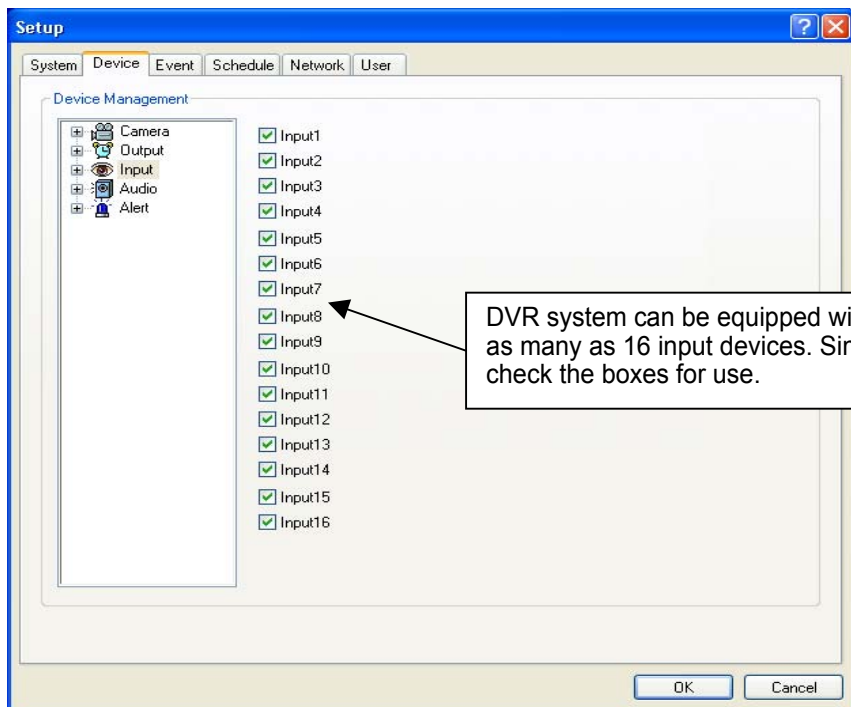 Setup
System Device Event Schedule Network User
Device Management
Camera
Output
Input
Audio
Alert
Input1
Input2
Input3
Input4
Input5
Input6
Input7
Input8
Input9
Input10
Input11
Input12
Input13
Input14
Input15
Input16
DVR system can be equipped
as many as 16 input devices.
check the boxes for use.
OK Cancel